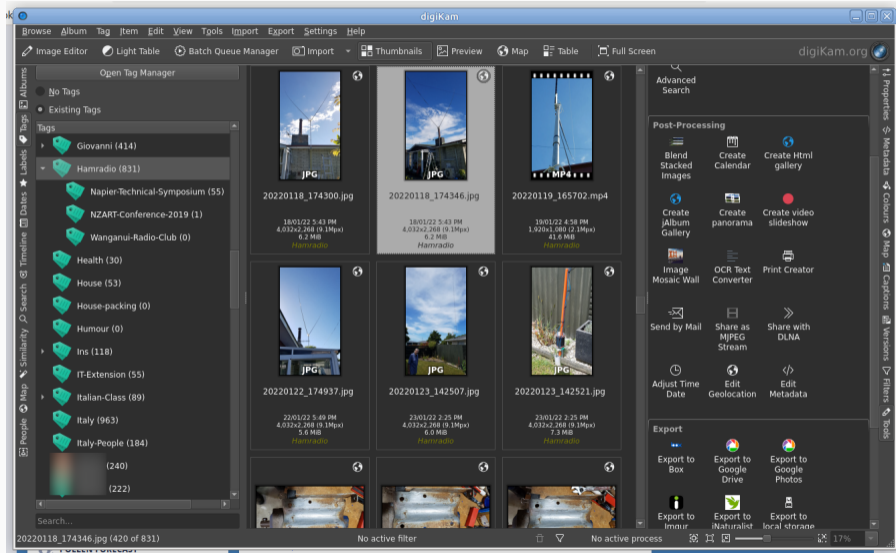 digiKam
Browse Album Tag Item Edit View Tools Import Export Settings Help
Image Editor Light Table Batch Queue Manager Import Thumbnails Preview Map Table Full Screen digiKam.org
Albums
Tags
Labels
Dates
Timeline
Search
Similarity
Map
People
Open Tag Manager
No Tags
Existing Tags
Tags
Giovanni (414)
Hamradio (831)
Napier-Technical-Symposium (55)
NZART-Conference-2019 (1)
Wanganui-Radio-Club (0)
Health (30)
House (53)
House-packing (0)
Humour (0)
Ins (118)
IT-Extension (55)
Italian-Class (89)
Italy (963)
Italy-People (184)
(240)
(222)
Search...
JPG
20220118_174300.jpg
18/01/22 5:43 PM
4,032x2,268 (9.1Mpx)
6.2 MiB
Hamradio
JPG
20220118_174346.jpg
18/01/22 5:43 PM
4,032x2,268 (9.1Mpx)
6.2 MiB
Hamradio
MP4
20220119_165702.mp4
19/01/22 4:58 PM
1,920x1,080 (2.1Mpx)
41.6 MiB
Hamradio
JPG
20220122_174937.jpg
22/01/22 5:49 PM
4,032x2,268 (9.1Mpx)
5.6 MiB
Hamradio
JPG
20220123_142507.jpg
23/01/22 2:25 PM
4,032x2,268 (9.1Mpx)
6.0 MiB
Hamradio
JPG
20220123_142521.jpg
23/01/22 2:25 PM
4,032x2,268 (9.1Mpx)
7.3 MiB
Hamradio
Advanced
Search
Post-Processing
Blend
Stacked
Images
Create
Calendar
Create Html
gallery
Create
jAlbum
Gallery
Create
panorama
Create video
slideshow
Image
Mosaic Wall
OCR Text
Converter
Print Creator
Send by Mail
Share as
MJPEG
Stream
Share with
DLNA
Adjust Time
Date
Edit
Geolocation
Edit
Metadata
Export
Export to
Box
Export to
Google
Drive
Export to
Google
Photos
Export to
Imgur
Export to
iNaturalist
Export to
local storage
Properties
Metadata
Colours
Map
Captions
Versions
Filters
Tools
20220118_174346.jpg (420 of 831)
No active filter
No active process
17%